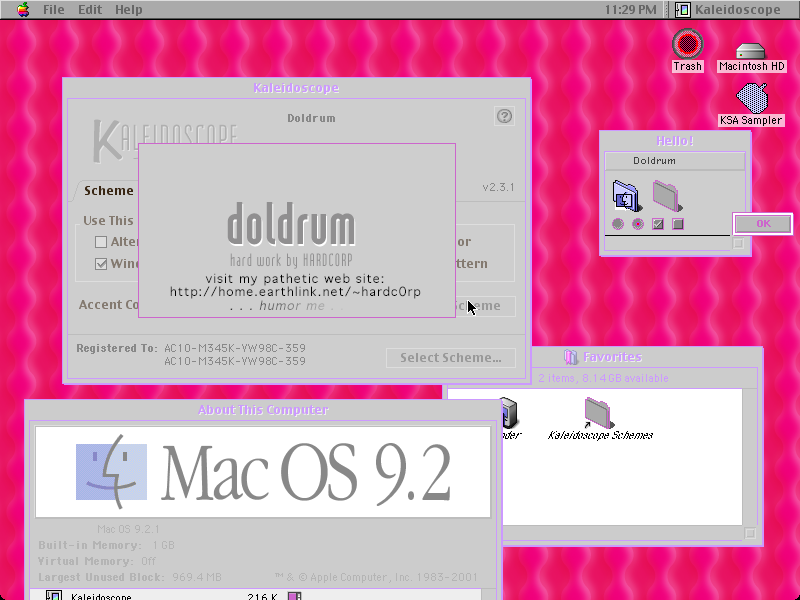 File Edit Help
11:29 PM Kaleidoscope
Trash
Macintosh HD
KSA Sampler
Kaleidoscope
KALEIDOSCOPE
Doldrum
v2.3.1
Scheme
Use This
Wind
or
ttern
Accent Co
cheme
doldrum
hard work by HARDCORP
visit my pathetic web site:
http://home.earthlink.net/~hardc0rp
. . . humor me . .
Registered To: AC10-M345K-YW98C-359
AC10-M345K-YW98C-359
Select Scheme...
Hello!
Doldrum
OK
Favorites
2 items, 8.14 GB available
nder
Kaleidoscope Schemes
About This Computer
Mac OS 9.2
Mac OS 9.2.1
Built-in Memory: 1 GB
Virtual Memory: Off
Largest Unused Block: 969.4 MB
™ & © Apple Computer, Inc. 1983-2001
Kaleidoscope 216 K